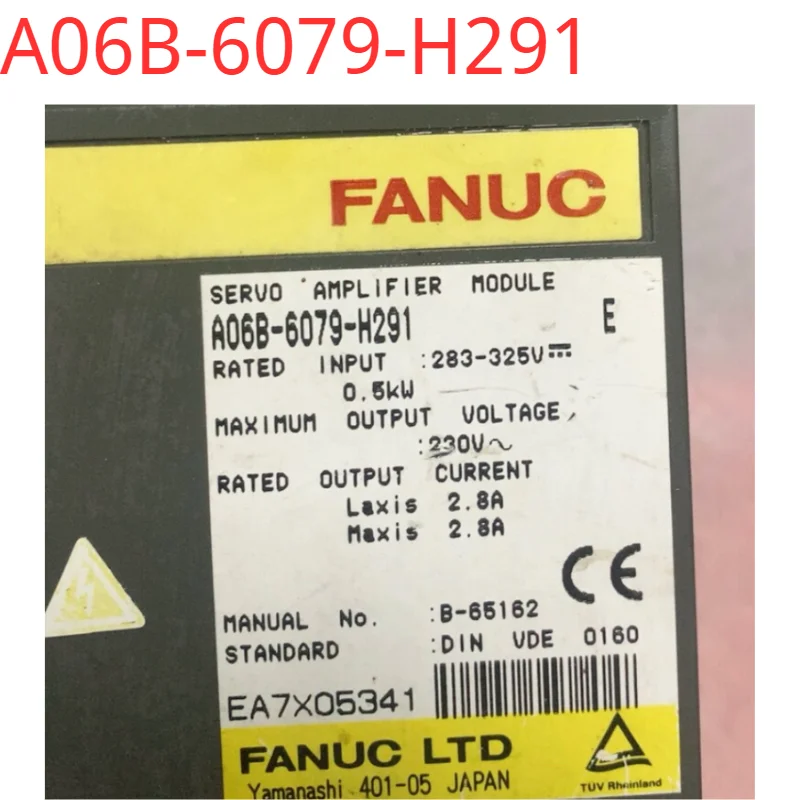 A06B-6079-H291
FANUC
SERVO AMPLIFIER MODULE
A06B-6079-H291 E
RATED INPUT :283-325V⎓
0.5kW
MAXIMUM OUTPUT VOLTAGE
:230V~
RATED OUTPUT CURRENT
Laxis 2.8A
Maxis 2.8A
CE
MANUAL No. :B-65162
STANDARD :DIN VDE 0160
EA7X05341
FANUC LTD
Yamanashi 401-05 JAPAN
TÜV Rheinland